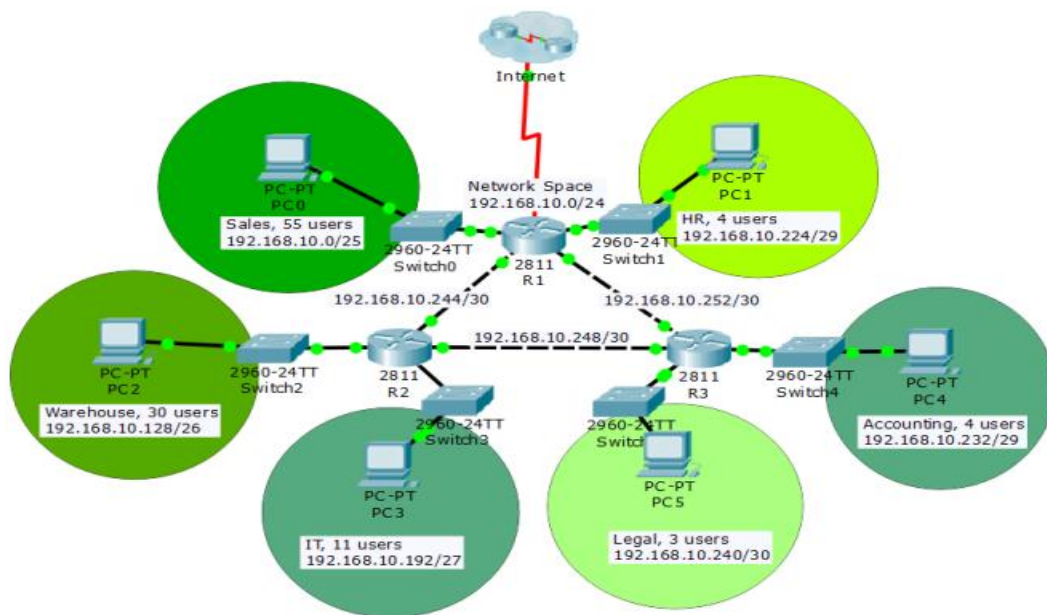 Internet
PC-PT
PC0
Sales, 55 users
192.168.10.0/25
2960-24TT
Switch0
Network Space
192.168.10.0/24
2811
R1
PC-PT
PC1
HR, 4 users
192.168.10.224/29
2960-24TT
Switch1
192.168.10.244/30
192.168.10.252/30
192.168.10.248/30
PC-PT
PC2
Warehouse, 30 users
192.168.10.128/26
2960-24TT
Switch2
2811
R2
2960-24TT
Switch3
PC-PT
PC3
IT, 11 users
192.168.10.192/27
2811
R3
2960-24TT
Switch
PC-PT
PC5
Legal, 3 users
192.168.10.240/30
2960-24TT
Switch4
PC-PT
PC4
Accounting, 4 users
192.168.10.232/29